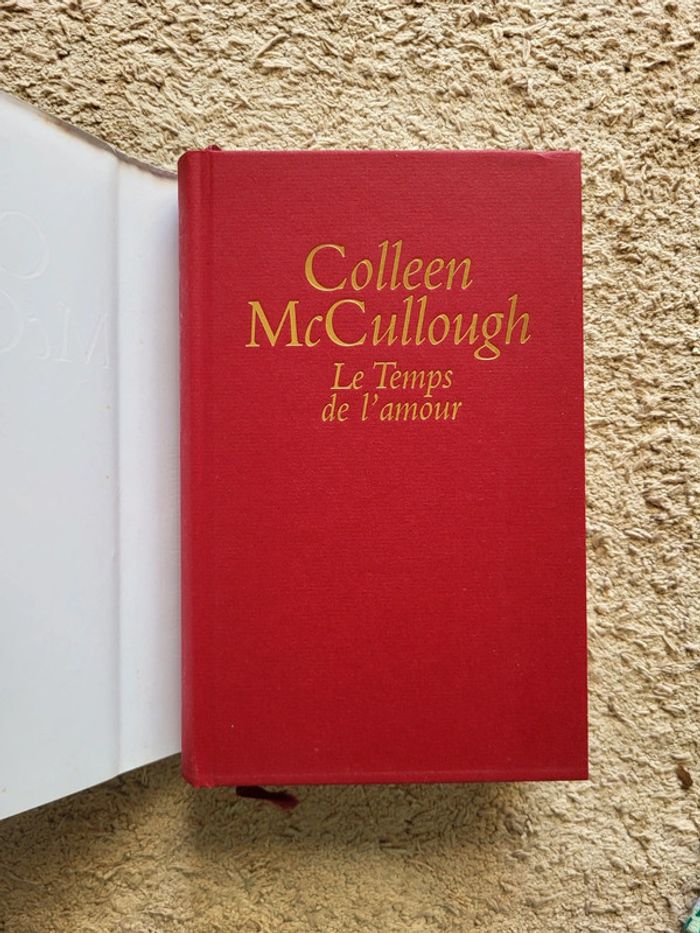 Colleen
McCullough
Le Temps
de l'amour